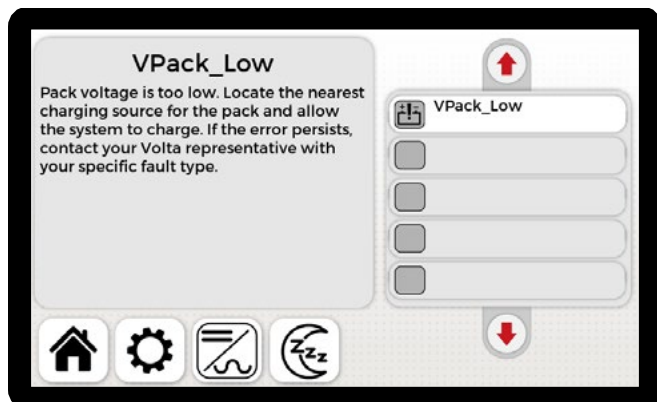 VPack_Low
Pack voltage is too low. Locate the nearest
charging source for the pack and allow
the system to charge. If the error persists,
contact your Volta representative with
your specific fault type.
VPack_Low
zZz